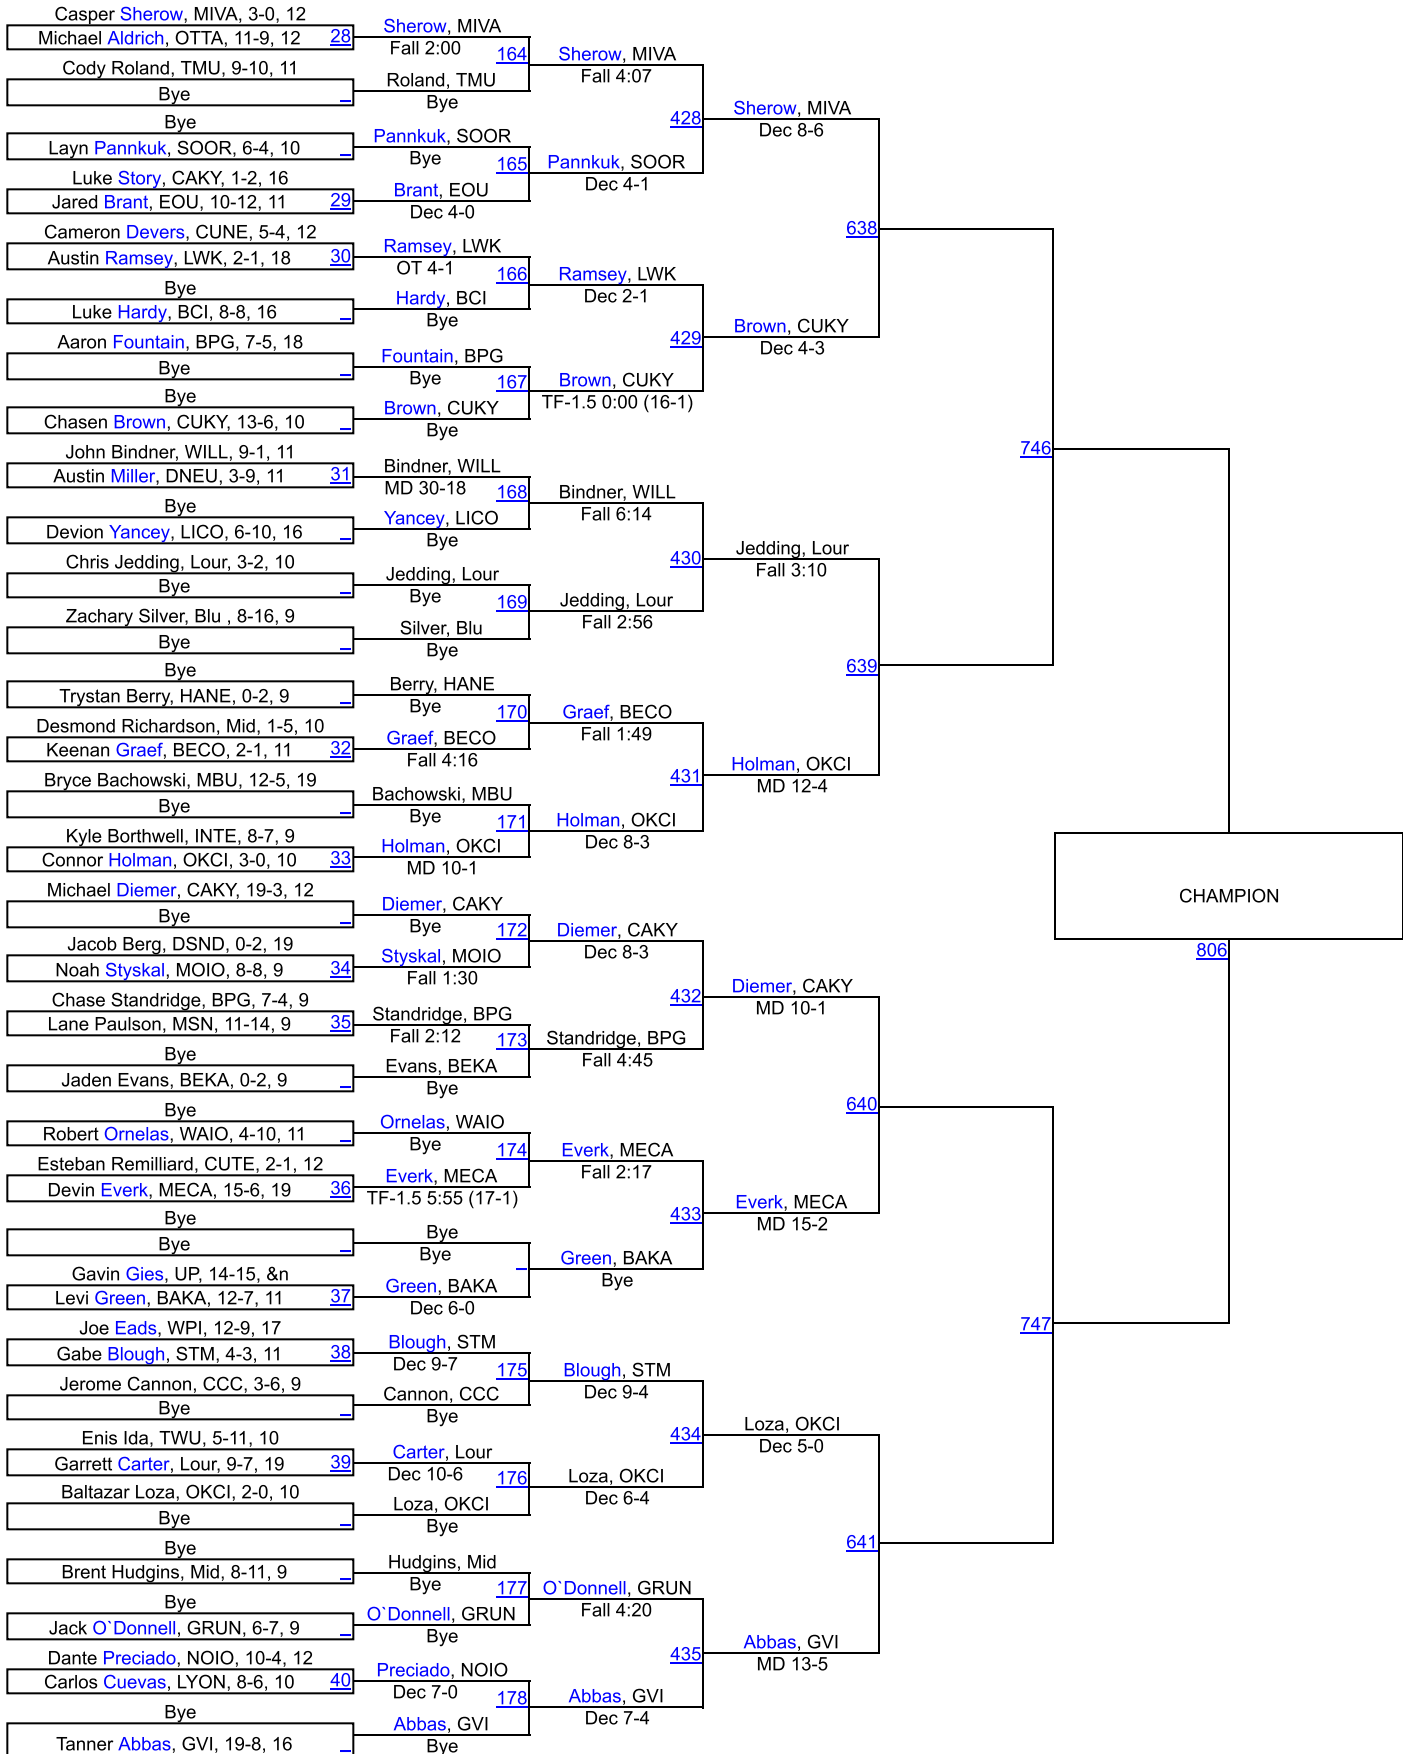 Casper Sherow, MIVA, 3-0, 12
Michael Aldrich, OTTA, 11-9, 12 28
Cody Roland, TMU, 9-10, 11
Bye
Bye
Layn Pannkuk, SOOR, 6-4, 10
Luke Story, CAKY, 1-2, 16
Jared Brant, EOU, 10-12, 11 29
Cameron Devers, CUNE, 5-4, 12
Austin Ramsey, LWK, 2-1, 18 30
Bye
Luke Hardy, BCI, 8-8, 16
Aaron Fountain, BPG, 7-5, 18
Bye
Bye
Chasen Brown, CUKY, 13-6, 10
John Bindner, WILL, 9-1, 11
Austin Miller, DNEU, 3-9, 11 31
Bye
Devion Yancey, LICO, 6-10, 16
Chris Jedding, Lour, 3-2, 10
Bye
Zachary Silver, Blu , 8-16, 9
Bye
Bye
Trystan Berry, HANE, 0-2, 9
Desmond Richardson, Mid, 1-5, 10
Keenan Graef, BECO, 2-1, 11 32
Bryce Bachowski, MBU, 12-5, 19
Bye
Kyle Borthwell, INTE, 8-7, 9
Connor Holman, OKCI, 3-0, 10 33
Michael Diemer, CAKY, 19-3, 12
Bye
Jacob Berg, DSND, 0-2, 19
Noah Styskal, MOIO, 8-8, 9 34
Chase Standridge, BPG, 7-4, 9
Lane Paulson, MSN, 11-14, 9 35
Bye
Jaden Evans, BEKA, 0-2, 9
Bye
Robert Ornelas, WAIO, 4-10, 11
Esteban Remilliard, CUTE, 2-1, 12
Devin Everk, MECA, 15-6, 19 36
Bye
Bye
Gavin Gies, UP, 14-15, &n
Levi Green, BAKA, 12-7, 11 37
Joe Eads, WPI, 12-9, 17
Gabe Blough, STM, 4-3, 11 38
Jerome Cannon, CCC, 3-6, 9
Bye
Enis Ida, TWU, 5-11, 10
Garrett Carter, Lour, 9-7, 19 39
Baltazar Loza, OKCI, 2-0, 10
Bye
Bye
Brent Hudgins, Mid, 8-11, 9
Bye
Jack O`Donnell, GRUN, 6-7, 9
Dante Preciado, NOIO, 10-4, 12
Carlos Cuevas, LYON, 8-6, 10 40
Bye
Tanner Abbas, GVI, 19-8, 16
Sherow, MIVA
Fall 2:00
164
Roland, TMU
Bye
Pannkuk, SOOR
Bye
165
Brant, EOU
Dec 4-0
Ramsey, LWK
OT 4-1
166
Hardy, BCI
Bye
Fountain, BPG
Bye
167
Brown, CUKY
Bye
Bindner, WILL
MD 30-18
168
Yancey, LICO
Bye
Jedding, Lour
Bye
169
Silver, Blu
Bye
Berry, HANE
Bye
170
Graef, BECO
Fall 4:16
Bachowski, MBU
Bye
171
Holman, OKCI
MD 10-1
Diemer, CAKY
Bye
172
Styskal, MOIO
Fall 1:30
Standridge, BPG
Fall 2:12
173
Evans, BEKA
Bye
Ornelas, WAIO
Bye
174
Everk, MECA
TF-1.5 5:55 (17-1)
Bye
Bye
Green, BAKA
Dec 6-0
Blough, STM
Dec 9-7
175
Cannon, CCC
Bye
Carter, Lour
Dec 10-6
176
Loza, OKCI
Bye
Hudgins, Mid
Bye
177
O`Donnell, GRUN
Bye
Preciado, NOIO
Dec 7-0
178
Abbas, GVI
Bye
Sherow, MIVA
Fall 4:07
428
Pannkuk, SOOR
Dec 4-1
Ramsey, LWK
Dec 2-1
429
Brown, CUKY
TF-1.5 0:00 (16-1)
Bindner, WILL
Fall 6:14
430
Jedding, Lour
Fall 2:56
Graef, BECO
Fall 1:49
431
Holman, OKCI
Dec 8-3
Diemer, CAKY
Dec 8-3
432
Standridge, BPG
Fall 4:45
Everk, MECA
Fall 2:17
433
Green, BAKA
Bye
Blough, STM
Dec 9-4
434
Loza, OKCI
Dec 6-4
O`Donnell, GRUN
Fall 4:20
435
Abbas, GVI
Dec 7-4
Sherow, MIVA
Dec 8-6
638
Brown, CUKY
Dec 4-3
Jedding, Lour
Fall 3:10
639
Holman, OKCI
MD 12-4
Diemer, CAKY
MD 10-1
640
Everk, MECA
MD 15-2
Loza, OKCI
Dec 5-0
641
Abbas, GVI
MD 13-5
746
747
CHAMPION
806